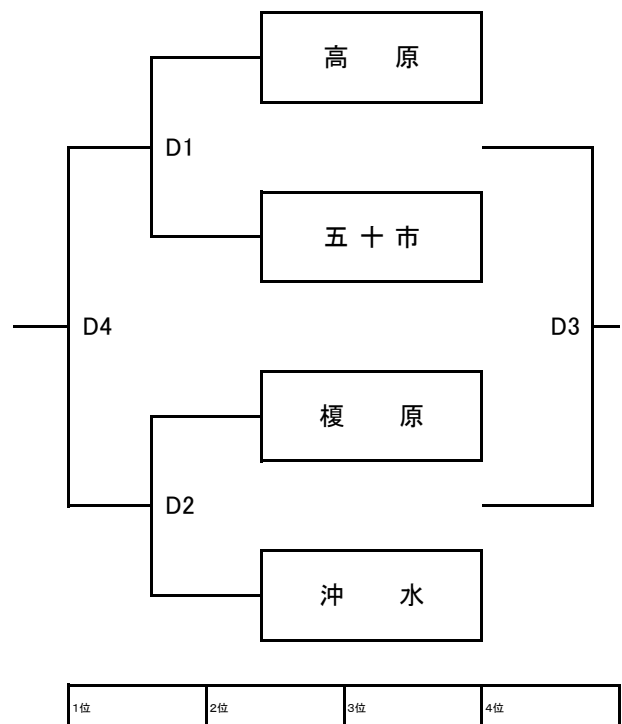 高 原
D1
五 十 市
D4
D3
榎 原
D2
沖 水
1位 2位 3位 4位